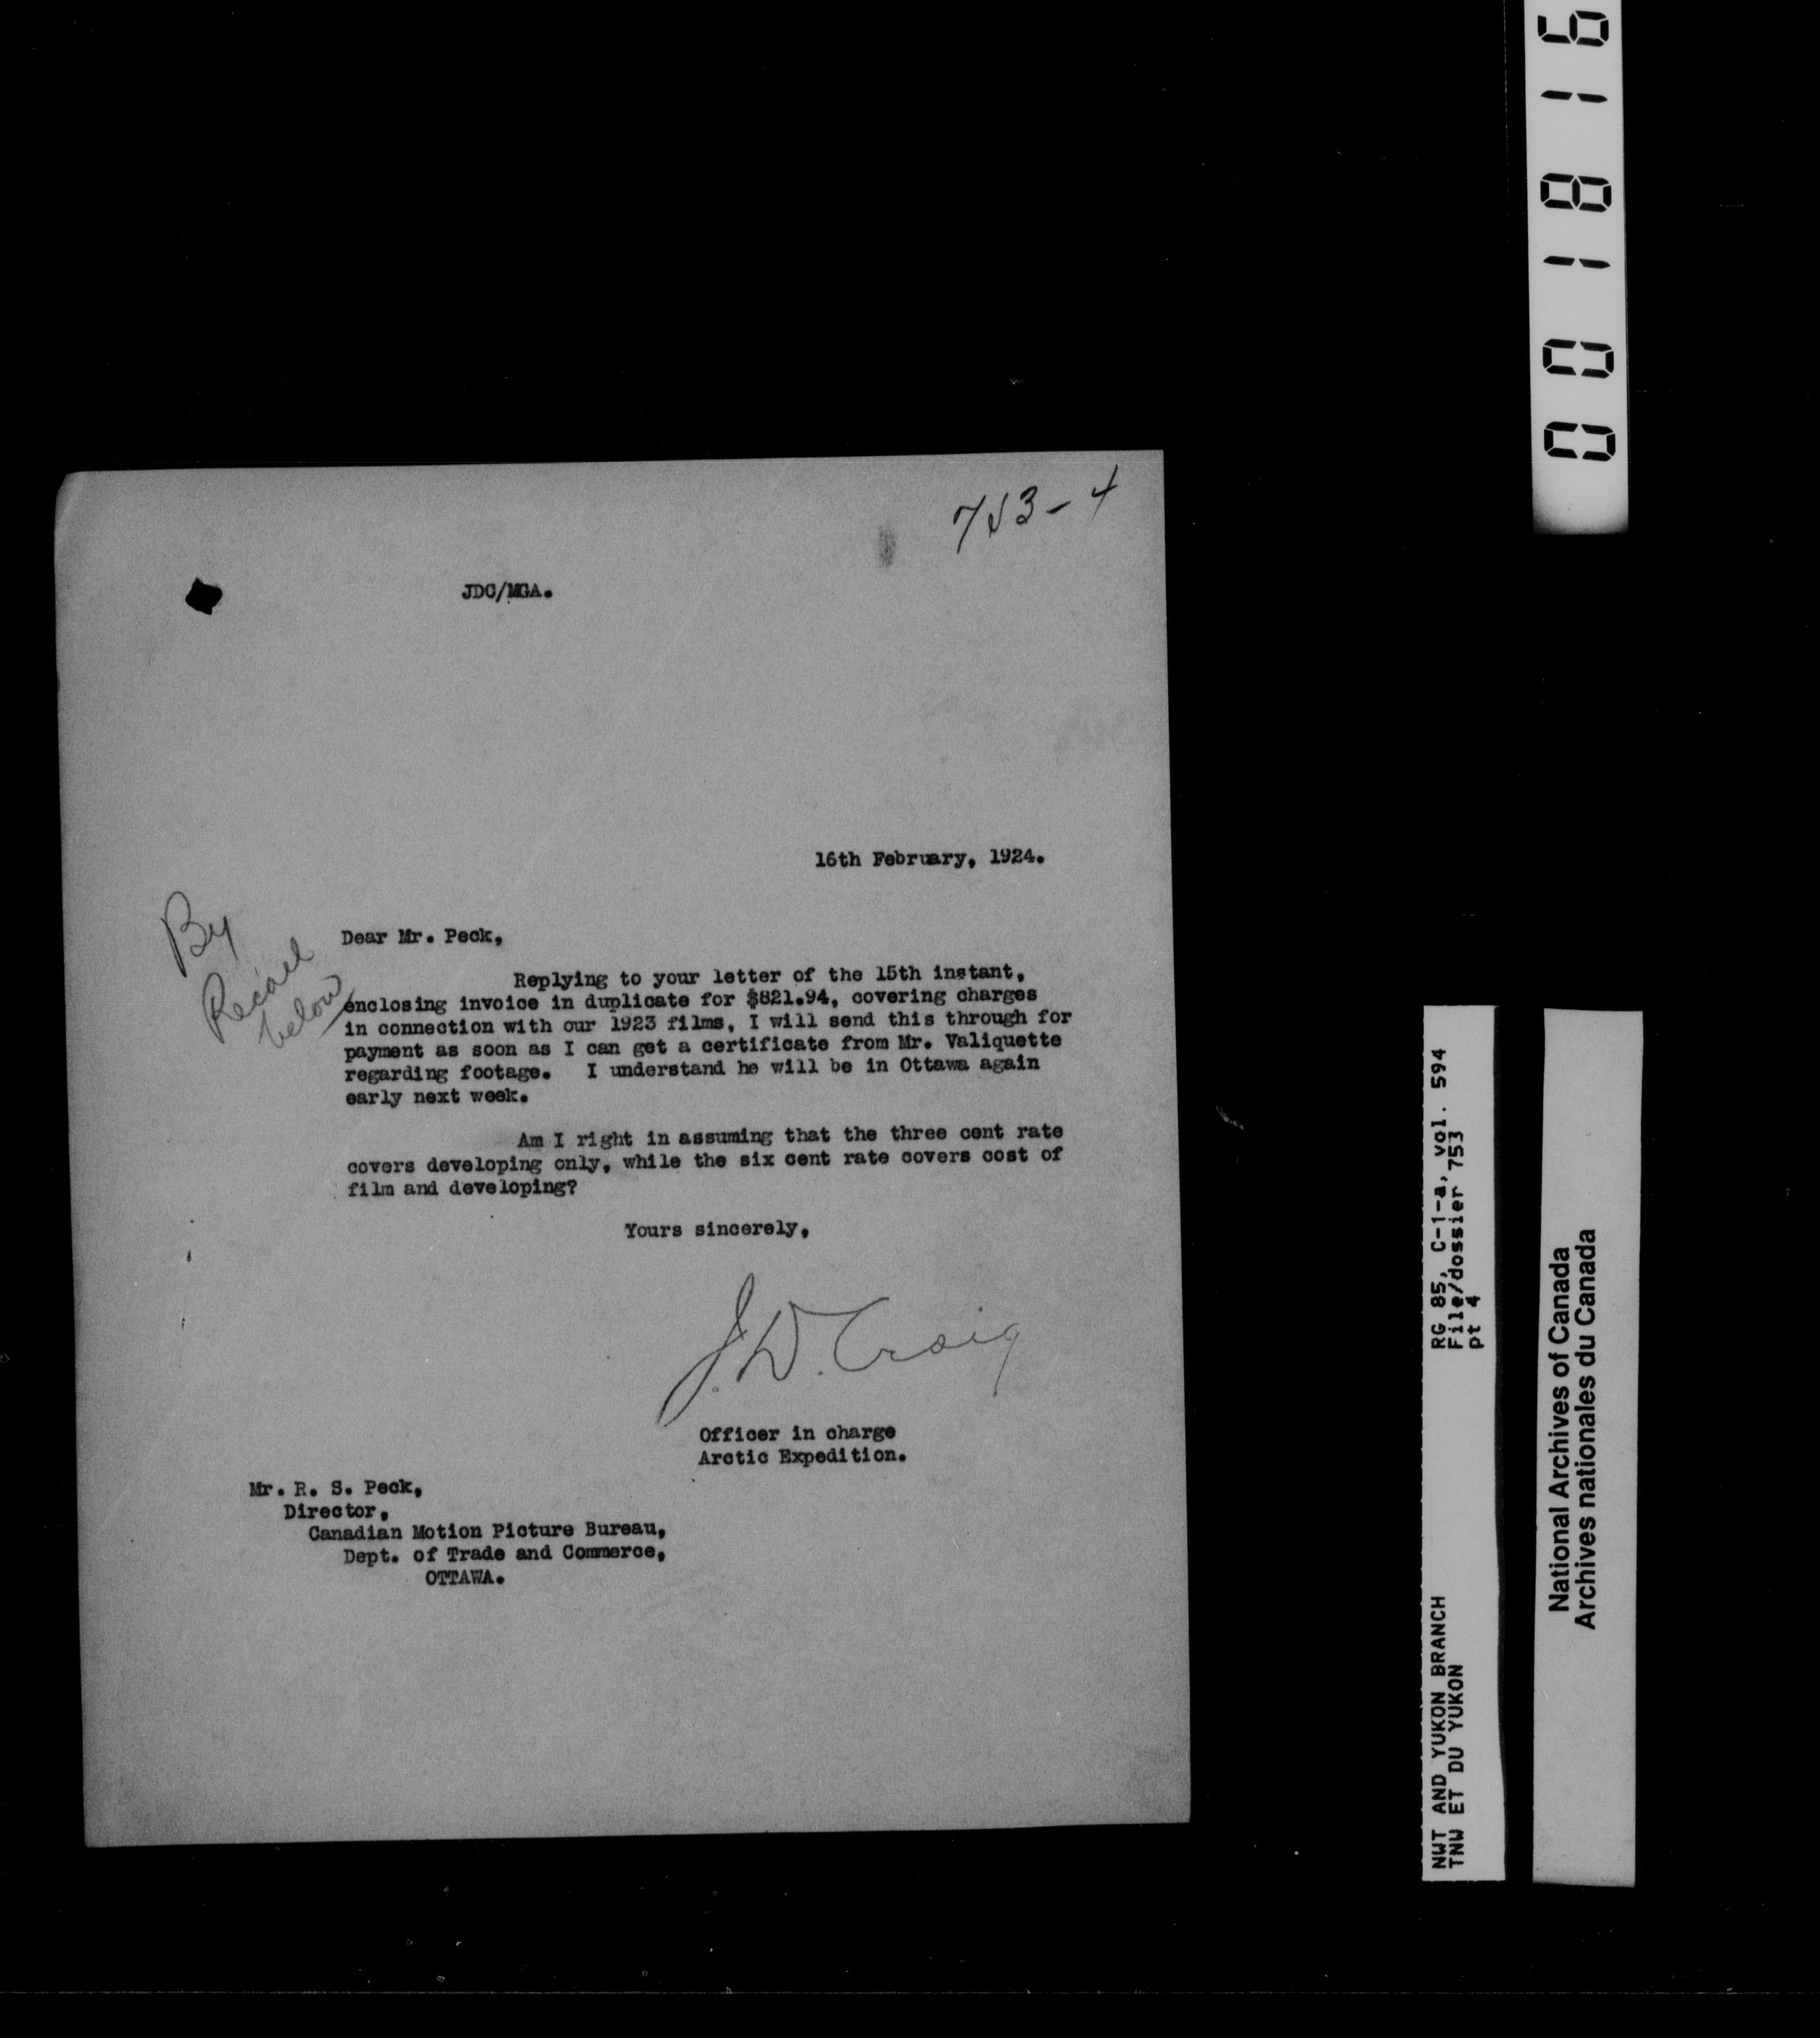 753-4
JDC/MGA.
16th February, 1924.
By
below
Dear Mr. Peck,
Replying to your letter of the 15th instant,
enclosing invoice in duplicate for $821.94, covering charges
in connection with our 1923 films, I will send this through for
payment as soon as I can get a certificate from Mr. Valiquette
regarding footage. I understand he will be in Ottawa again
early next week.
Am I right in assuming that the three cent rate
covers developing only, while the six cent rate covers cost of
film and developing?
Yours sincerely,
J.D. Craig
Officer in charge
Arctic Expedition.
Mr. R. S. Peck,
Director,
Canadian Motion Picture Bureau,
Dept. of Trade and Commerce,
OTTAWA.
001816
RG 85, C-1-a, vol. 594
File/dossier 753
pt 4
NWT AND YUKON BRANCH
TNW ET DU YUKON
National Archives of Canada
Archives nationales du Canada